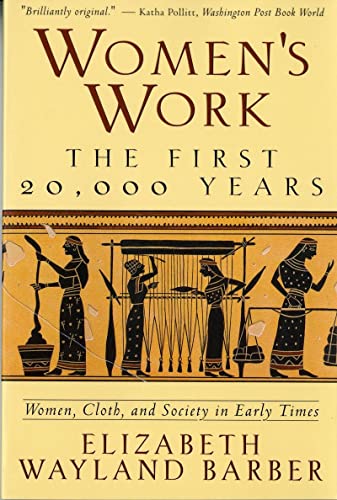 "Brilliantly original." — Katha Pollitt, Washington Post Book World
WOMEN'S
WORK
THE FIRST
20,000 YEARS
Women, Cloth, and Society in Early Times
ELIZABETH
WAYLAND BARBER